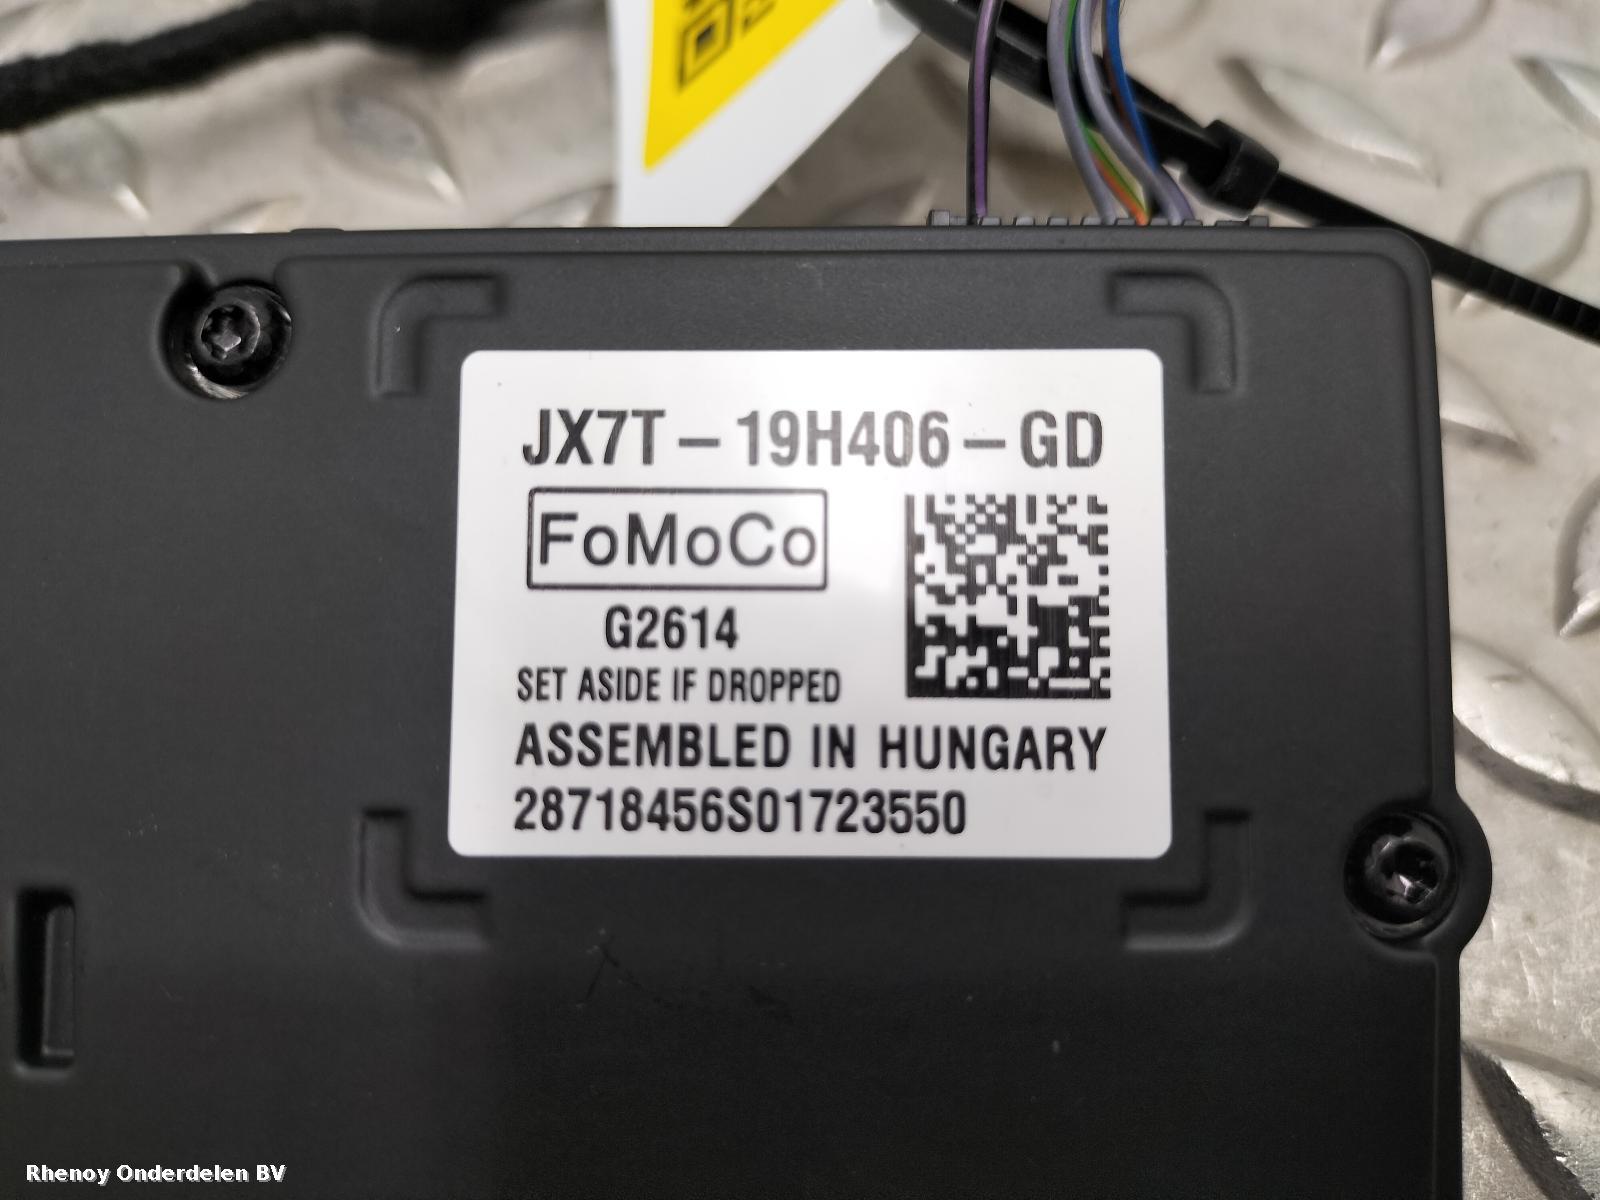 JX7T-19H406-GD
FoMoCo
G2614
SET ASIDE IF DROPPED
ASSEMBLED IN HUNGARY
28718456S01723550
Rhenoy Onderdelen BV